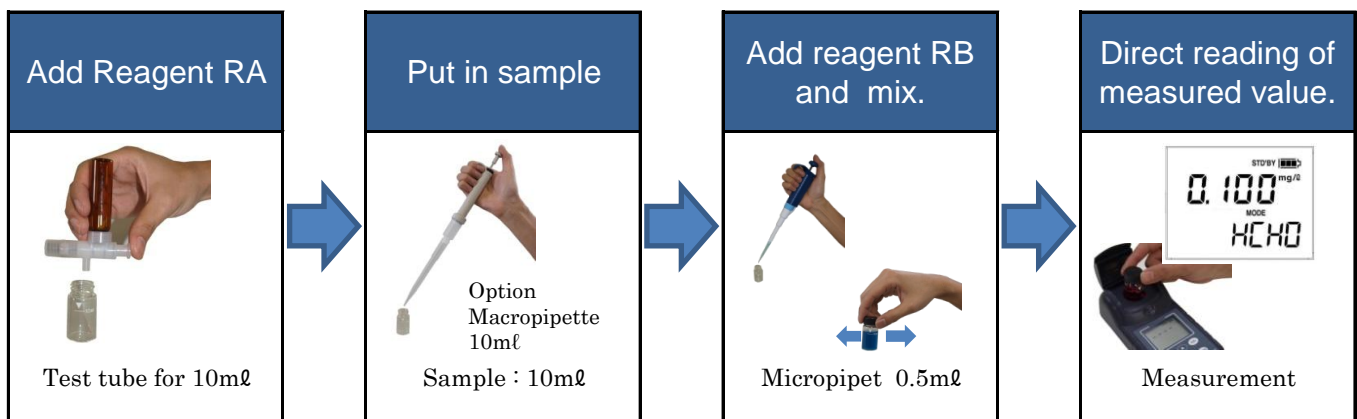 Add Reagent RA
Test tube for 10mℓ
Put in sample
Option
Macropipette
10mℓ
Sample : 10mℓ
Add reagent RB
and mix.
Micropipet 0.5mℓ
Direct reading of
measured value.
STD'BY
0.100 mg/ℓ
MODE
HCHO
Measurement